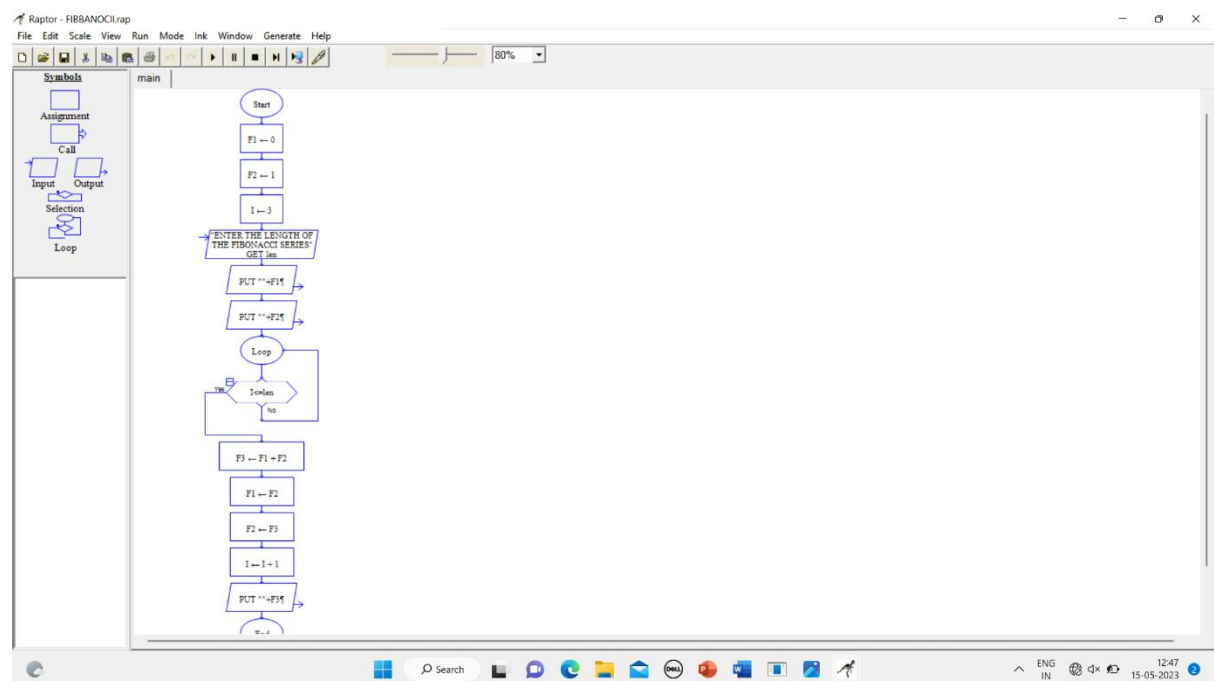 Raptor - FIBBANOCII.rap
File Edit Scale View Run Mode Ink Window Generate Help
80%
Symbols
main
Assignment
Call
Input Output
Selection
Loop
Start
F1 ← 0
F2 ← 1
I ← 3
"ENTER THE LENGTH OF
THE FIBONACCI SERIES"
GET len
PUT ""+F1¶
PUT ""+F2¶
Loop
Yes
I<=len
No
F3 ← F1 + F2
F1 ← F2
F2 ← F3
I ← I + 1
PUT ""+F3¶
End
Search
DELL
ENG
IN
12:47
15-05-2023
2